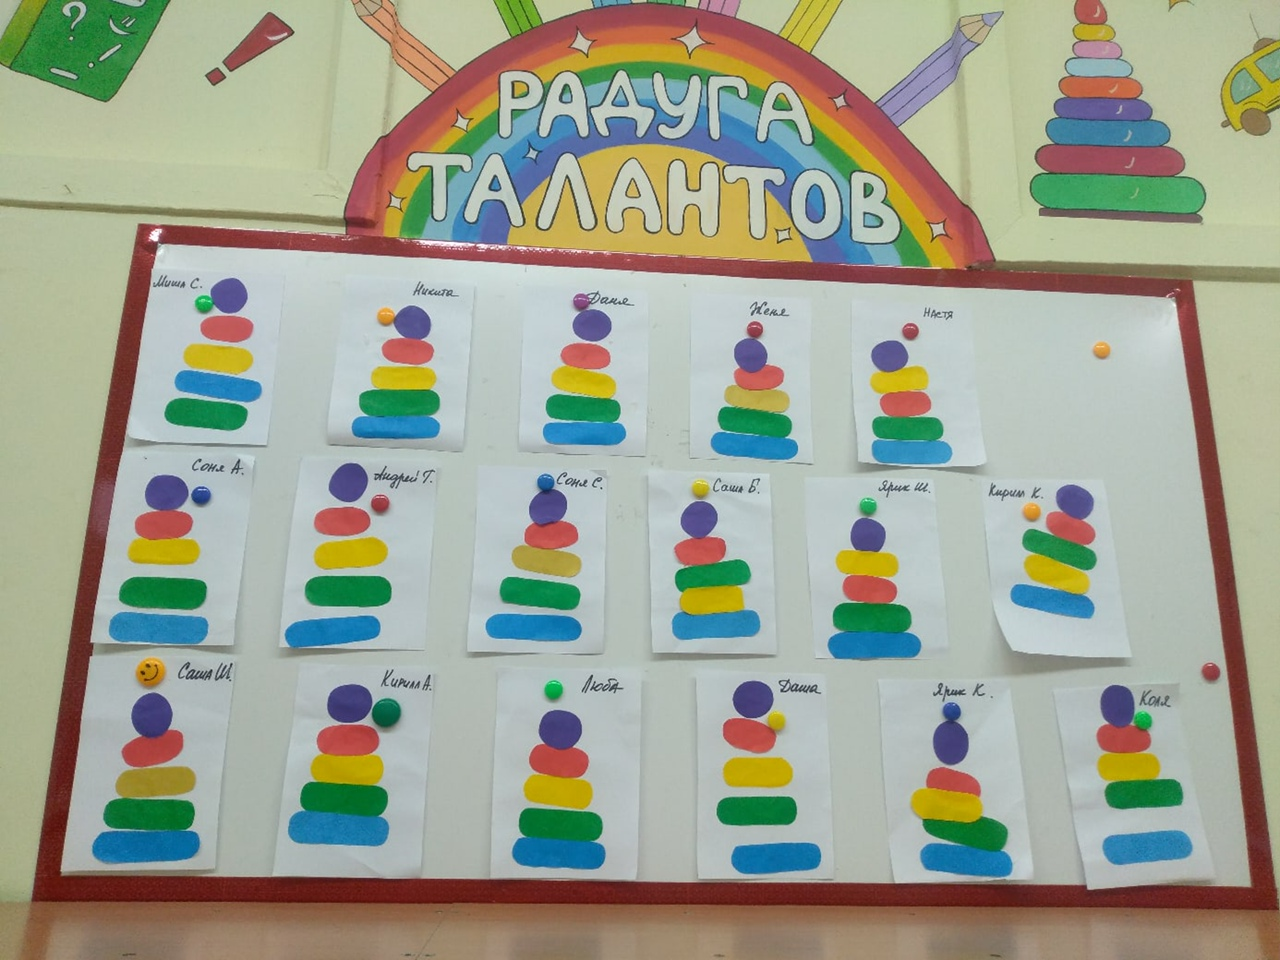 РАДУГА
ТАЛАНТОВ
Миша С.
Никита
Даня
Женя
Настя
Соня А.
Андрей Т.
Соня С.
Саша Б.
Ярик Ш.
Кирилл К.
Саша Ш.
Кирилл А.
Люба
Даша
Ярик К.
Коля